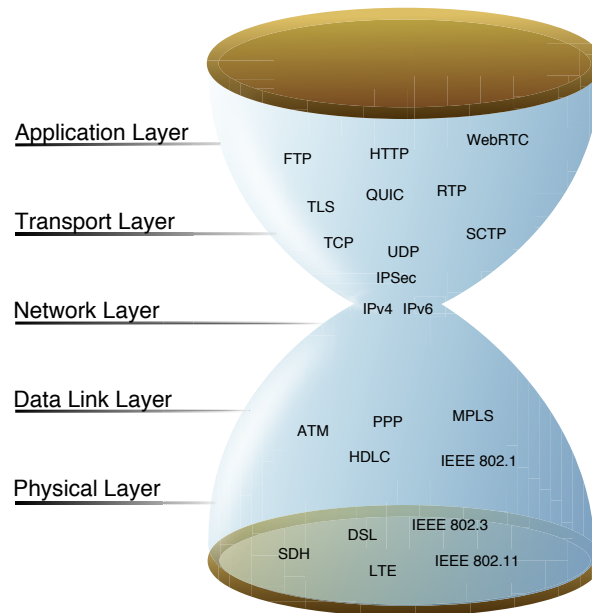 Application Layer
Transport Layer
Network Layer
Data Link Layer
Physical Layer
WebRTC
FTP
HTTP
QUIC
RTP
TLS
SCTP
TCP
UDP
IPSec
IPv4
IPv6
PPP
MPLS
ATM
HDLC
IEEE 802.1
IEEE 802.3
DSL
SDH
IEEE 802.11
LTE